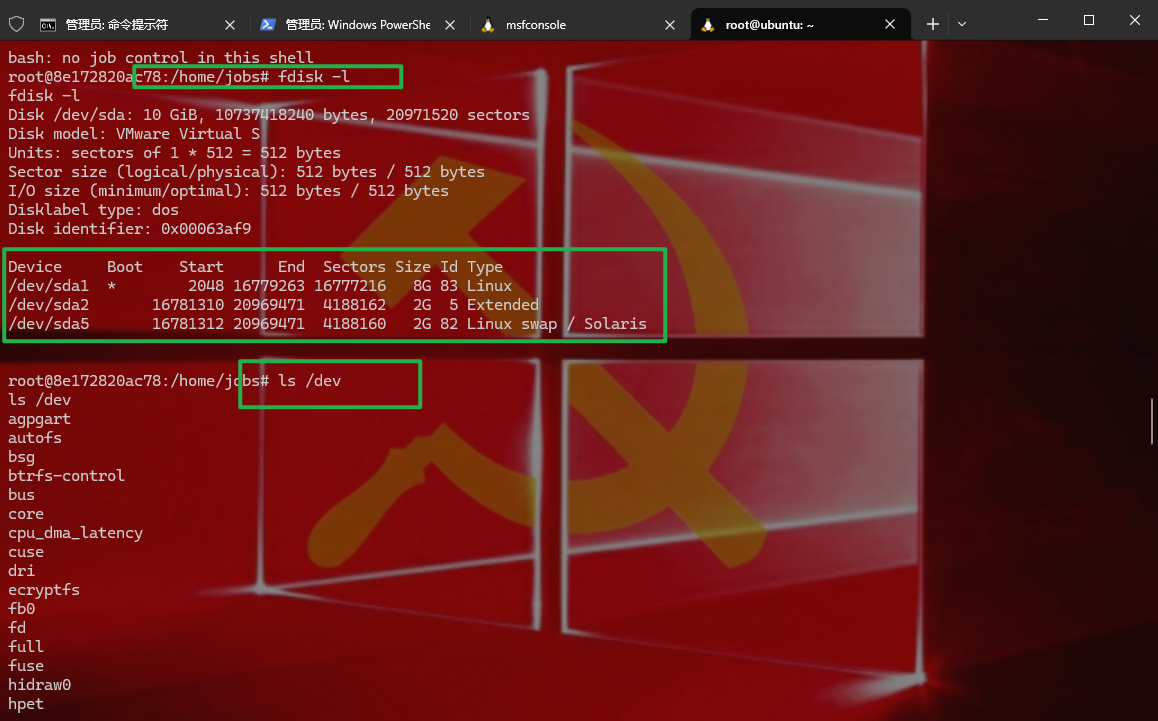 管理员: 命令提示符 管理员: Windows PowerShe msfconsole root@ubuntu: ~
bash: no job control in this shell
root@8e172820ac78:/home/jobs# fdisk -l
fdisk -l
Disk /dev/sda: 10 GiB, 10737418240 bytes, 20971520 sectors
Disk model: VMware Virtual S
Units: sectors of 1 * 512 = 512 bytes
Sector size (logical/physical): 512 bytes / 512 bytes
I/O size (minimum/optimal): 512 bytes / 512 bytes
Disklabel type: dos
Disk identifier: 0x00063af9
Device     Boot    Start      End  Sectors Size Id Type
/dev/sda1  *        2048 16779263 16777216   8G 83 Linux
/dev/sda2       16781310 20969471  4188162   2G  5 Extended
/dev/sda5       16781312 20969471  4188160   2G 82 Linux swap / Solaris
root@8e172820ac78:/home/jobs# ls /dev
ls /dev
agpgart
autofs
bsg
btrfs-control
bus
core
cpu_dma_latency
cuse
dri
ecryptfs
fb0
fd
full
fuse
hidraw0
hpet